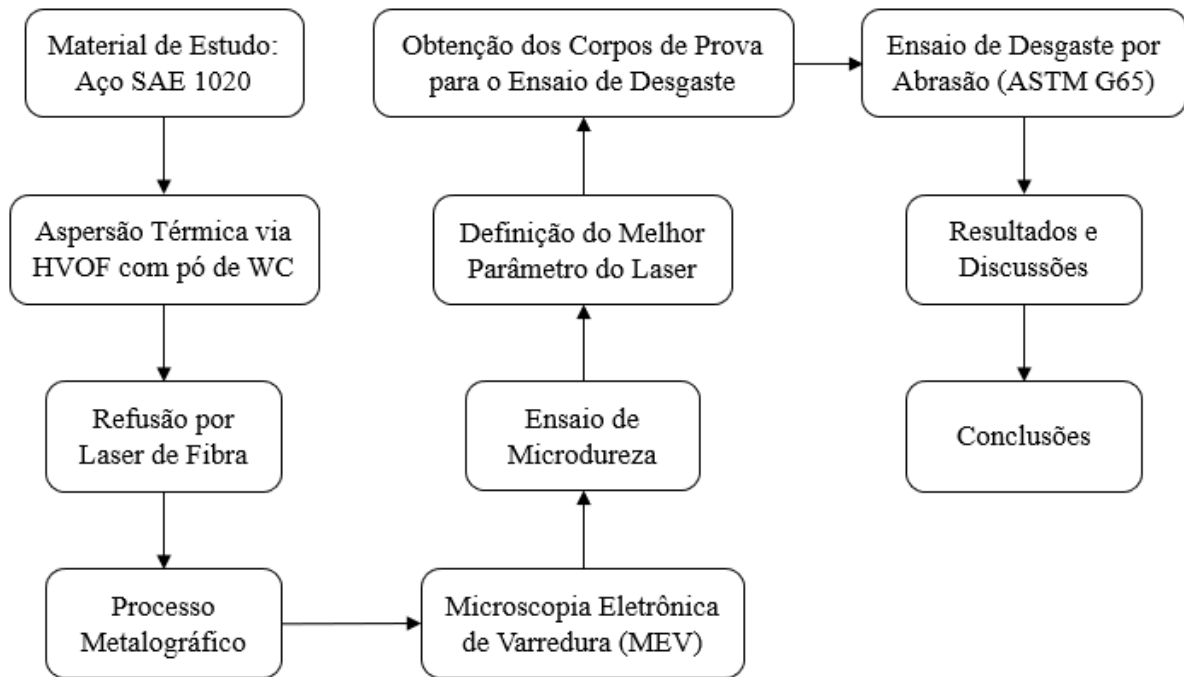 Material de Estudo:
Aço SAE 1020
Aspersão Térmica via
HVOF com pó de WC
Refusão por
Laser de Fibra
Processo
Metalográfico
Microscopia Eletrônica
de Varredura (MEV)
Ensaio de
Microdureza
Definição do Melhor
Parâmetro do Laser
Obtenção dos Corpos de Prova
para o Ensaio de Desgaste
Ensaio de Desgaste por
Abrasão (ASTM G65)
Resultados e
Discussões
Conclusões